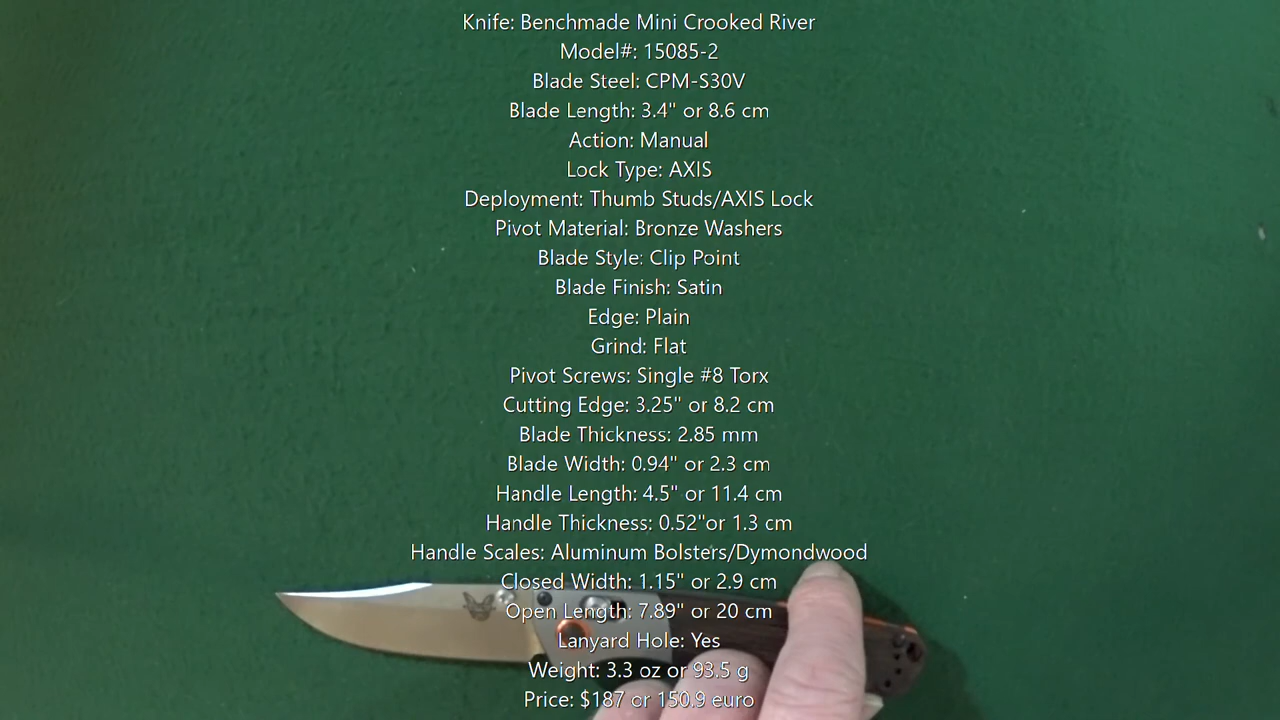 Knife: Benchmade Mini Crooked River
Model#: 15085-2
Blade Steel: CPM-S30V
Blade Length: 3.4" or 8.6 cm
Action: Manual
Lock Type: AXIS
Deployment: Thumb Studs/AXIS Lock
Pivot Material: Bronze Washers
Blade Style: Clip Point
Blade Finish: Satin
Edge: Plain
Grind: Flat
Pivot Screws: Single #8 Torx
Cutting Edge: 3.25" or 8.2 cm
Blade Thickness: 2.85 mm
Blade Width: 0.94" or 2.3 cm
Handle Length: 4.5" or 11.4 cm
Handle Thickness: 0.52"or 1.3 cm
Handle Scales: Aluminum Bolsters/Dymondwood
Closed Width: 1.15" or 2.9 cm
Open Length: 7.89" or 20 cm
Lanyard Hole: Yes
Weight: 3.3 oz or 93.5 g
Price: $187 or 150.9 euro